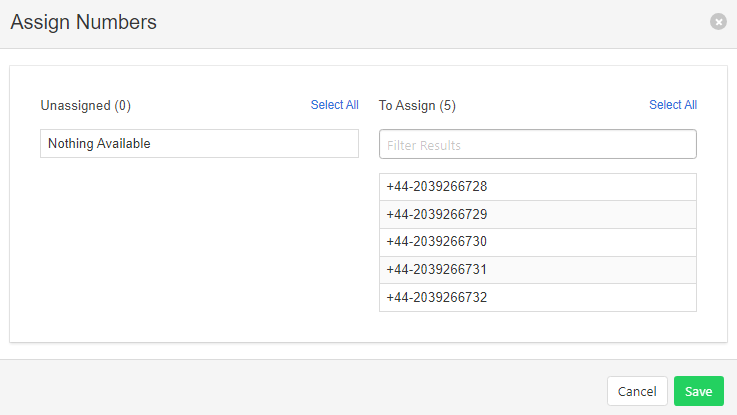 Assign Numbers
Unassigned (0)
Select All
Nothing Available
To Assign (5)
Select All
Filter Results
+44-2039266728
+44-2039266729
+44-2039266730
+44-2039266731
+44-2039266732
Cancel
Save